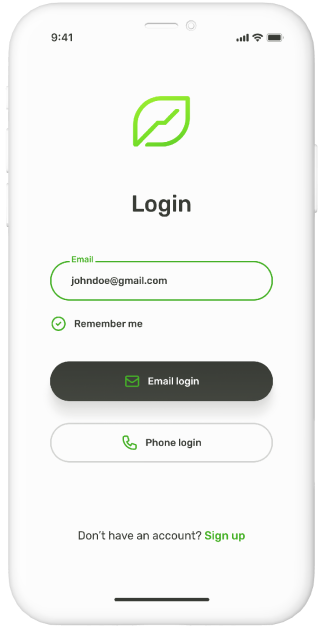 9:41
Login
Email
johndoe@gmail.com
Remember me
Email login
Phone login
Don't have an account? Sign up